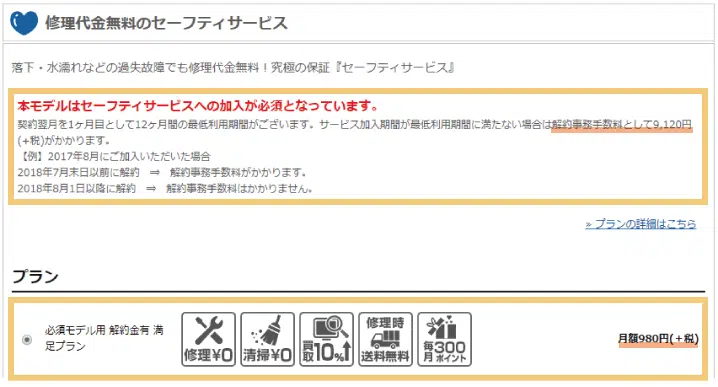 修理代金無料のセーフティサービス
落下・水濡れなどの過失故障でも修理代金無料！究極の保証『セーフティサービス』
本モデルはセーフティサービスへの加入が必須となっています。
契約翌月を1ヶ月目として12ヶ月間の最低利用期間がございます。サービス加入期間が最低利用期間に満たない場合は解約事務手数料として9,120円
(+税)がかかります。
【例】2017年8月にご加入いただいた場合
2018年7月末日以前に解約　⇒　解約事務手数料がかかります。
2018年8月1日以降に解約　⇒　解約事務手数料はかかりません。
» プランの詳細はこちら
プラン
必須モデル用 解約金有 満
足プラン
修理¥0
清掃¥0
買取10%↑
修理時
送料無料
毎月300ポイント
月額980円(＋税)